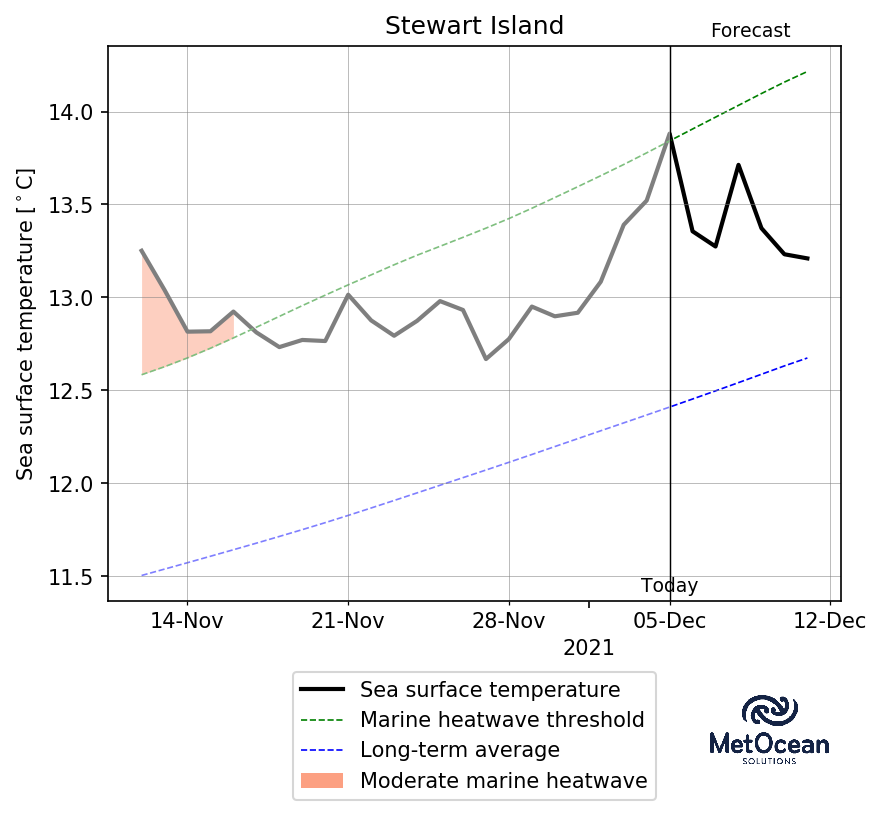 Stewart Island
Forecast
Sea surface temperature [°C]
14.0
13.5
13.0
12.5
12.0
11.5
Today
14-Nov
21-Nov
28-Nov
05-Dec
12-Dec
2021
Sea surface temperature
Marine heatwave threshold
Long-term average
Moderate marine heatwave
MetOcean
SOLUTIONS